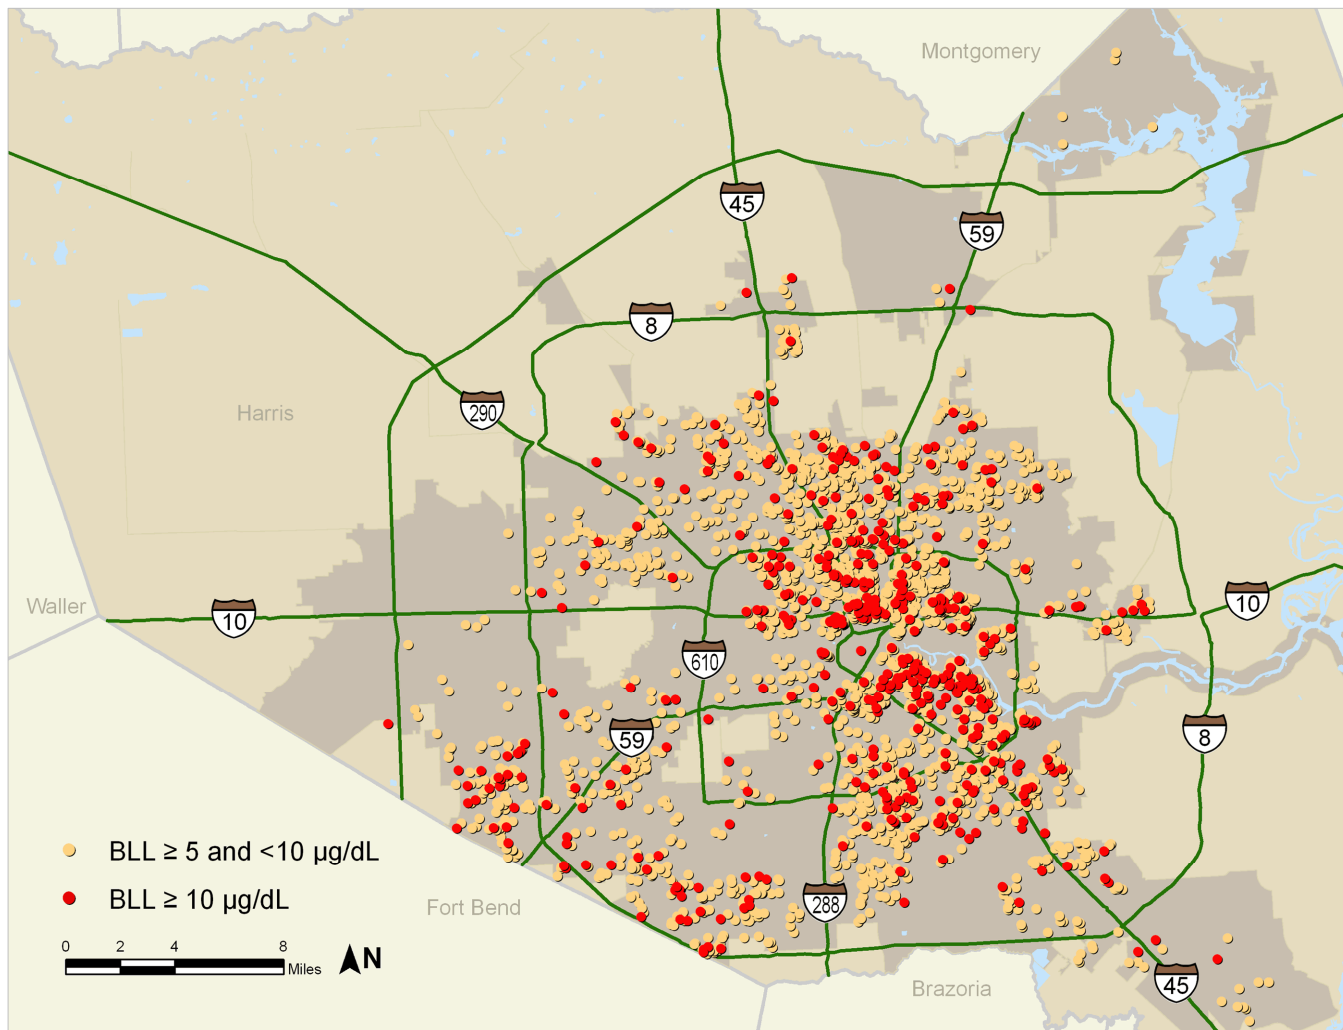 Montgomery
45
59
8
Harris
290
Waller
10
10
610
59
8
BLL ≥ 5 and <10 µg/dL
BLL ≥ 10 µg/dL
Fort Bend
288
0 2 4 8
Miles
N
Brazoria
45